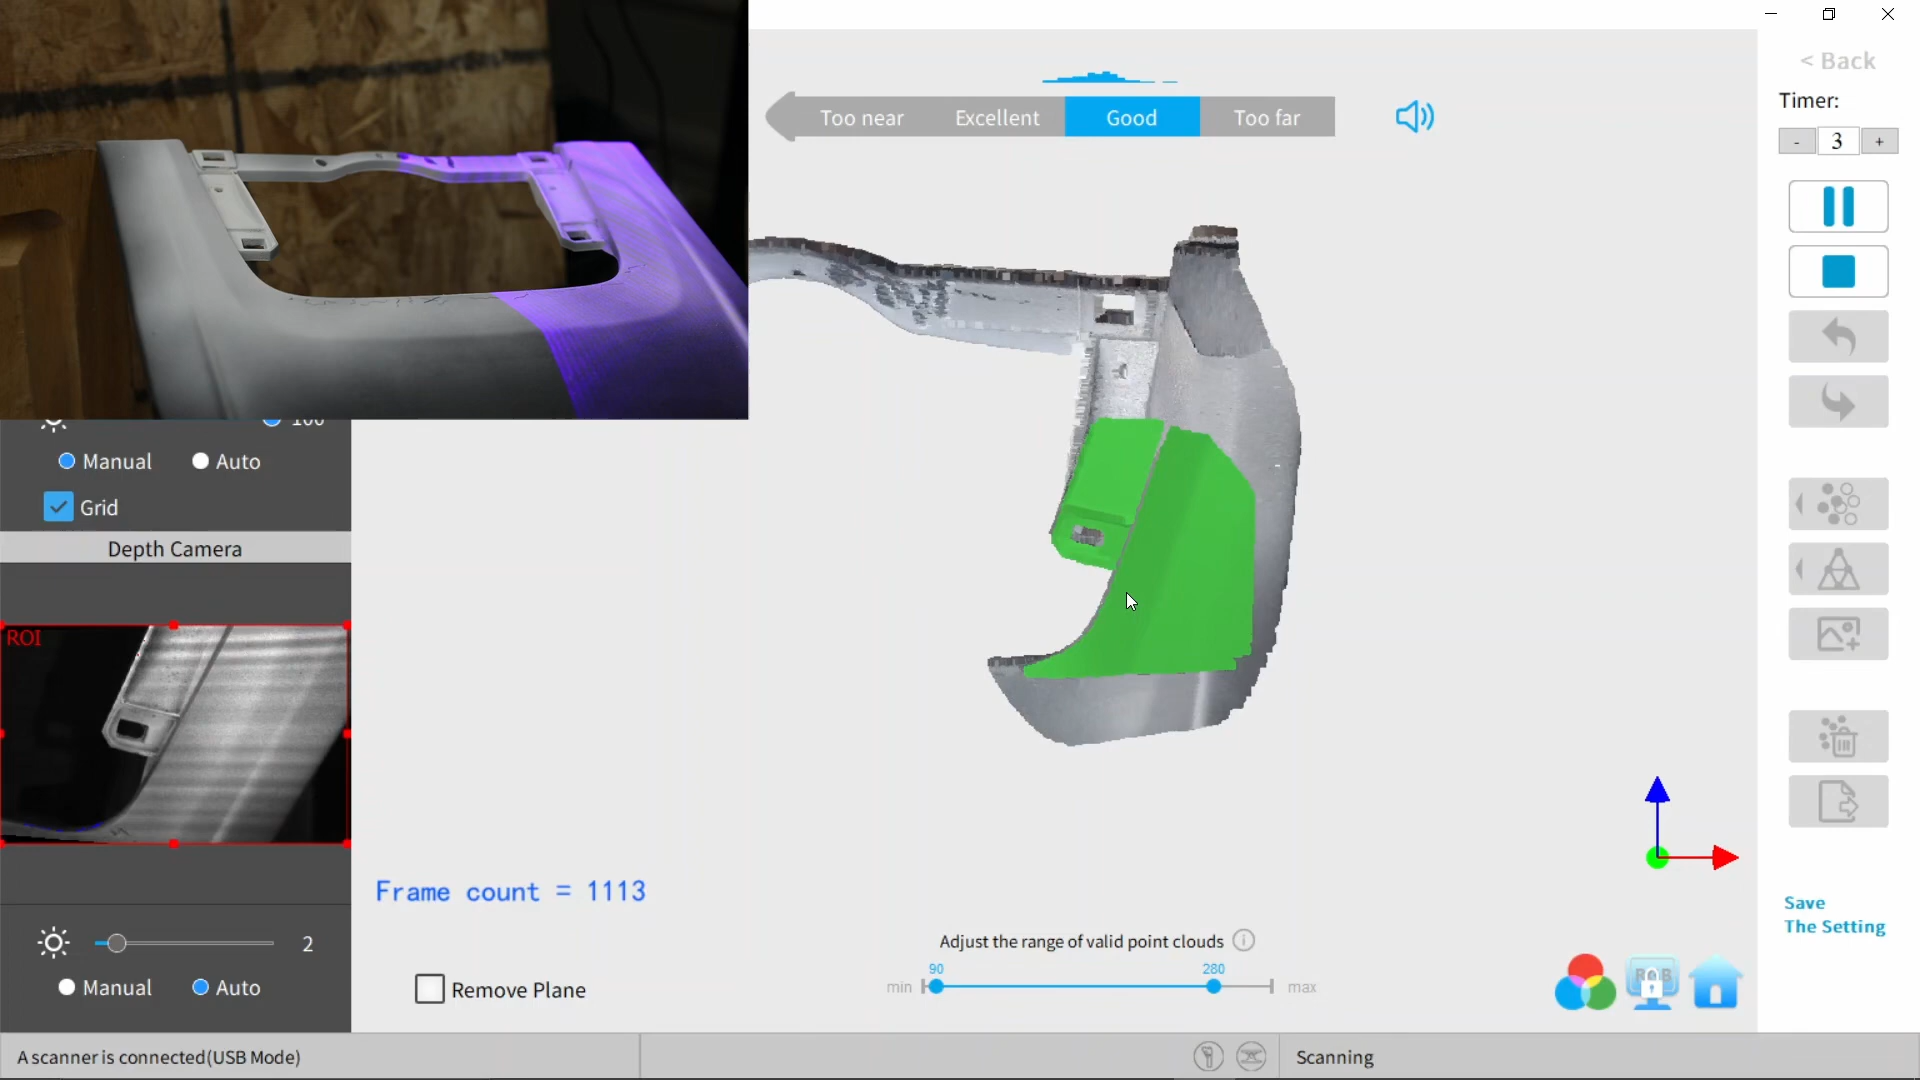 < Back
Too near Excellent Good Too far
Timer:
- 3 +
100
Manual Auto
Grid
Depth Camera
ROI
Frame count = 1113
Save
The Setting
Adjust the range of valid point clouds i
2
90 280
min max
Manual Auto
Remove Plane
RGB
A scanner is connected(USB Mode)
Scanning